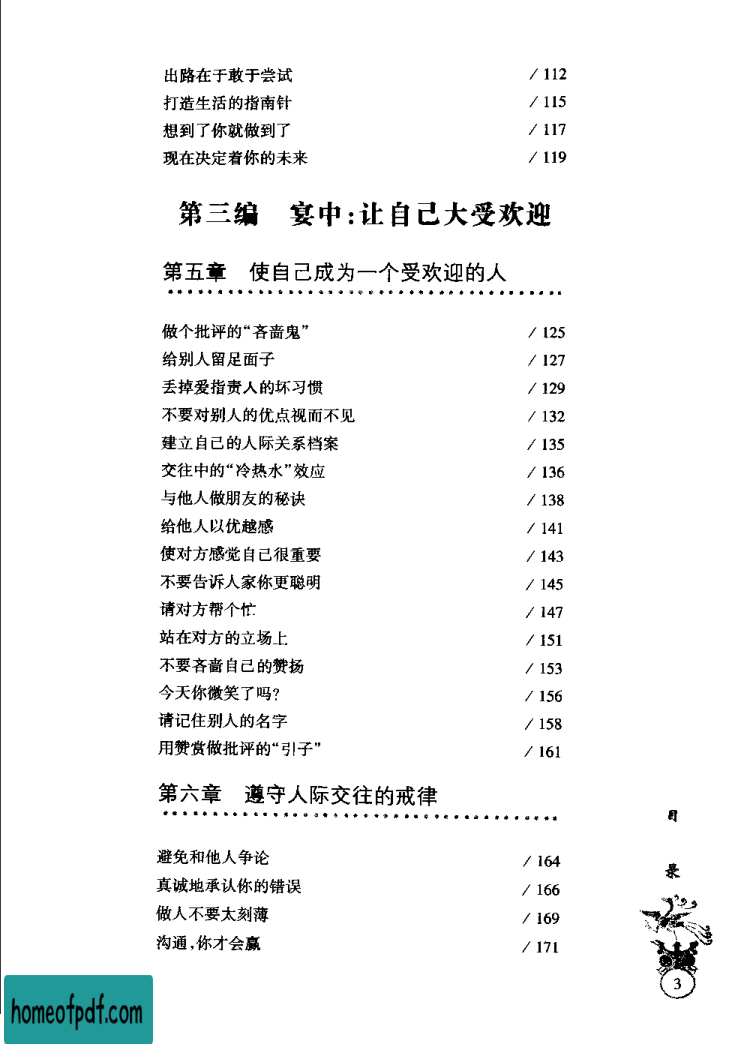 出路在于敢于尝试 / 112
打造生活的指南针 / 115
想到了你就做到了 / 117
现在决定着你的未来 / 119
第三编 宴中:让自己大受欢迎
第五章 使自己成为一个受欢迎的人
做个批评的“吝啬鬼” / 125
给别人留足面子 / 127
丢掉爱指责人的坏习惯 / 129
不要对别人的优点视而不见 / 132
建立自己的人际关系档案 / 135
交往中的“冷热水”效应 / 136
与他人做朋友的秘诀 / 138
给他人以优越感 / 141
使对方感觉自己很重要 / 143
不要告诉人家你更聪明 / 145
请对方帮个忙 / 147
站在对方的立场上 / 151
不要吝啬自己的赞扬 / 153
今天你微笑了吗? / 156
请记住别人的名字 / 158
用赞赏做批评的“引子” / 161
第六章 遵守人际交往的戒律
避免和他人争论 / 164
真诚地承认你的错误 / 166
做人不要太刻薄 / 169
沟通,你才会赢 / 171
目
录
3
homeofpdf.com